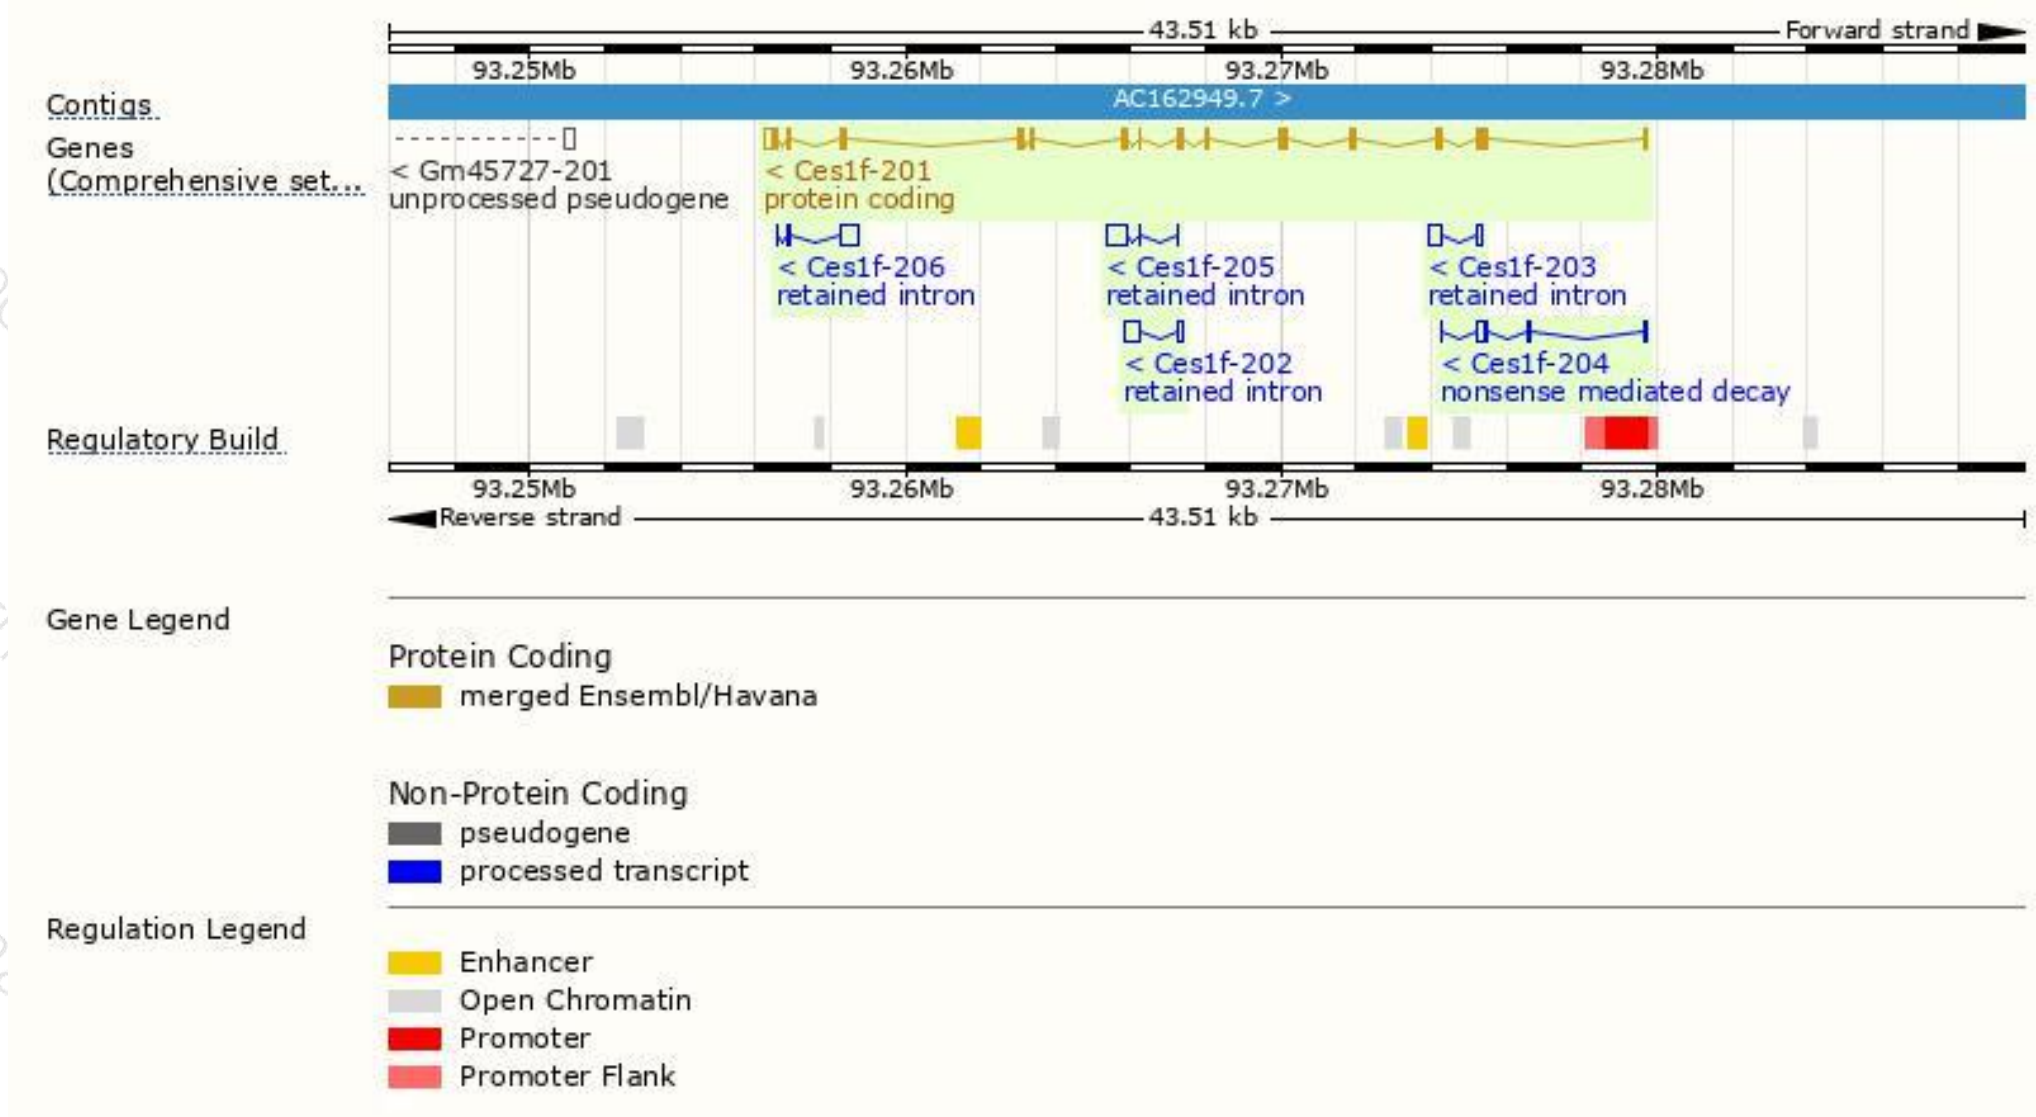 43.51 kb
Forward strand
93.25Mb 93.26Mb 93.27Mb 93.28Mb
Contigs
AC162949.7 >
Genes
(Comprehensive set...
< Gm45727-201
unprocessed pseudogene
< Ces1f-201
protein coding
< Ces1f-206
retained intron
< Ces1f-205
retained intron
< Ces1f-203
retained intron
< Ces1f-202
retained intron
< Ces1f-204
nonsense mediated decay
Regulatory Build
93.25Mb 93.26Mb 93.27Mb 93.28Mb
Reverse strand
43.51 kb
Gene Legend
Protein Coding
merged Ensembl/Havana
Non-Protein Coding
pseudogene
processed transcript
Regulation Legend
Enhancer
Open Chromatin
Promoter
Promoter Flank